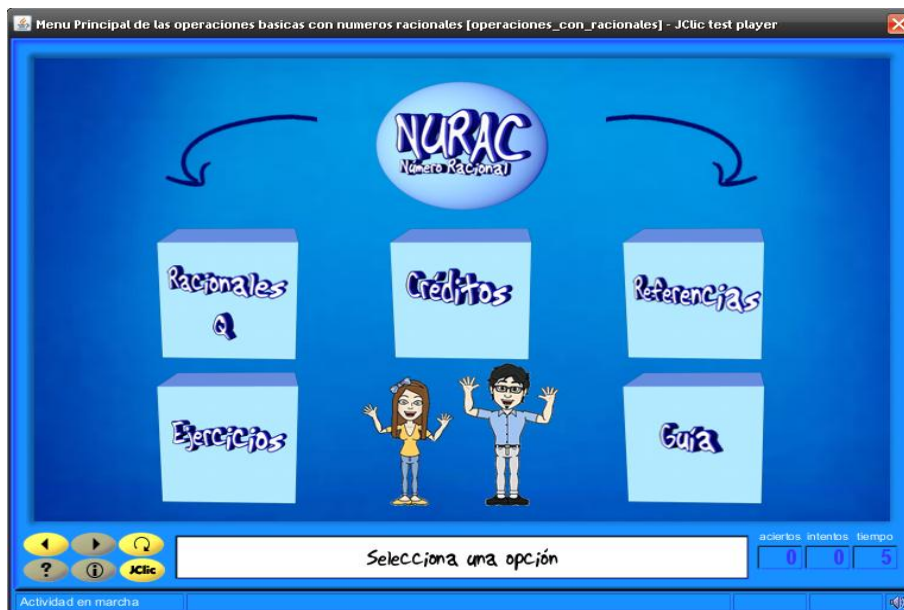 Menu Principal de las operaciones basicas con numeros racionales [operaciones_con_racionales] - JClic test player
NURAC
Número Racional
Racionales
Q
Créditos
Referencias
Ejercicios
Guía
?
i
JClic
Selecciona una opción
aciertos intentos tiempo
0 0 5
Actividad en marcha